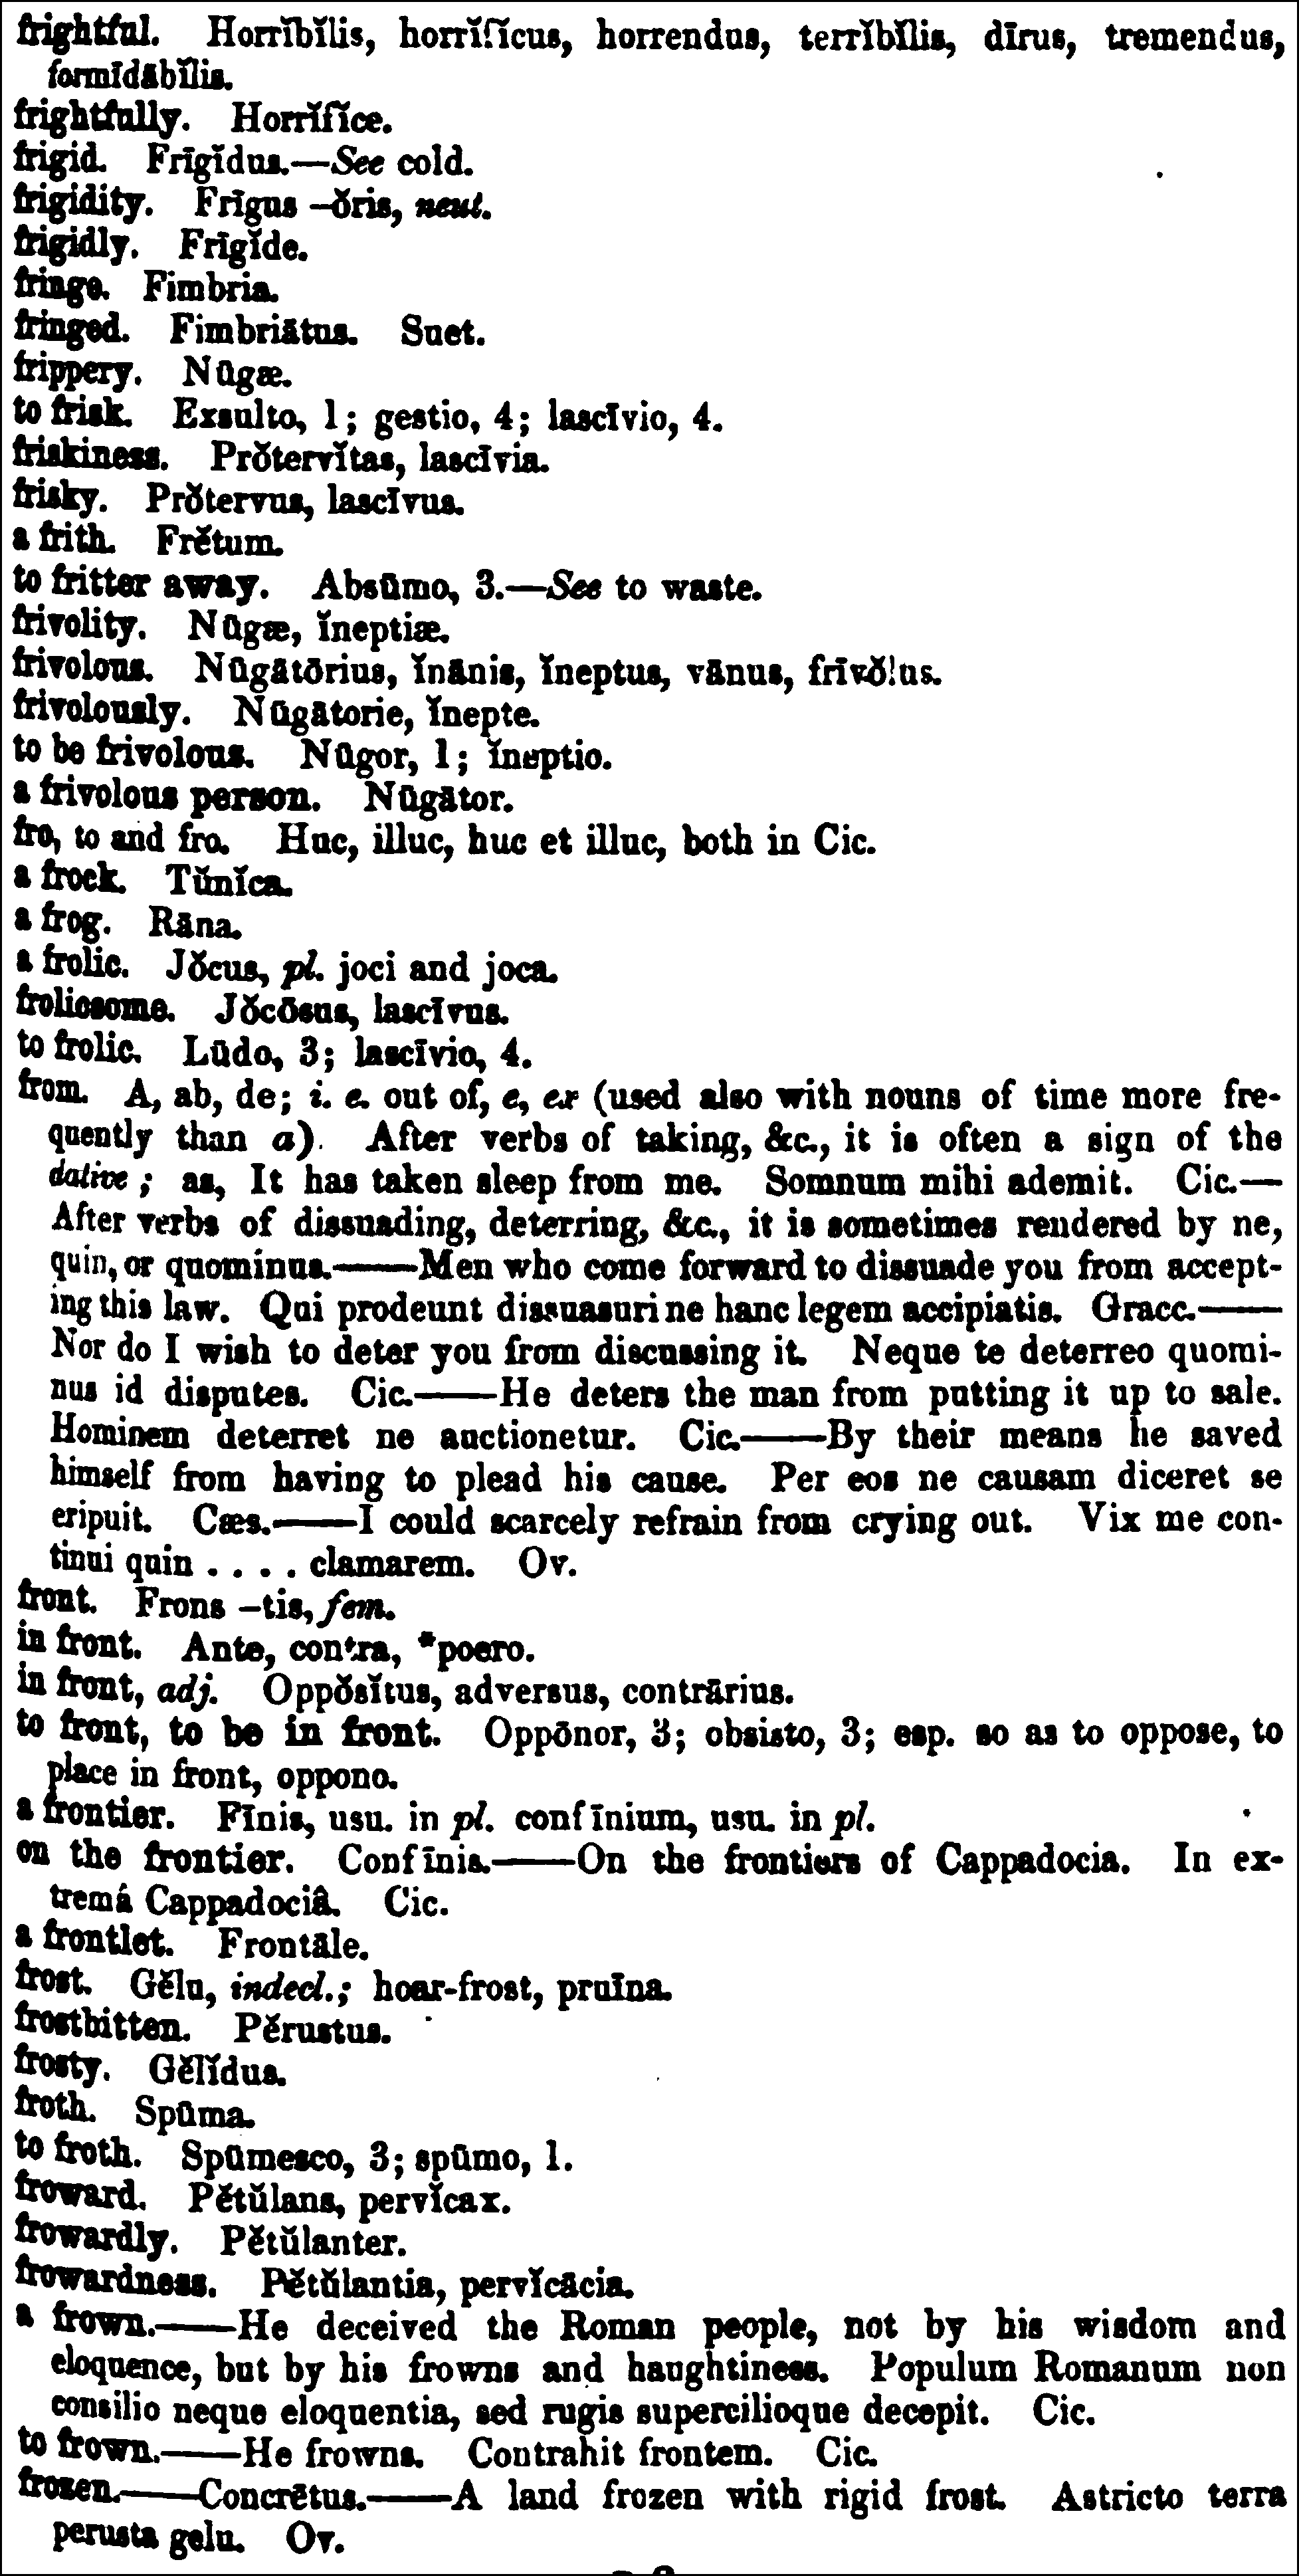 frightful. Horrĭbĭlis, horrĭfĭcus, horrendus, terrĭbĭlis, dīrus, tremendus,
formīdābĭlis.
frightfully. Horrĭfĭce.
frigid. Frīgĭdus.—See cold.
frigidity. Frīgus –ŏris, neut.
frigidly. Frīgĭde.
fringe. Fimbria.
fringed. Fimbriātus. Suet.
frippery. Nūgæ.
to frisk. Exsulto, 1; gestio, 4; lascīvio, 4.
friskiness. Prŏtervĭtas, lascīvia.
frisky. Prŏtervus, lascīvus.
a frith. Frĕtum.
to fritter away. Absūmo, 3.—See to waste.
frivolity. Nūgæ, ĭneptiæ.
frivolous. Nūgātōrius, ĭnānis, ĭneptus, vānus, frīvŏlus.
frivolously. Nūgātorie, ĭnepte.
to be frivolous. Nūgor, 1; ĭneptio.
a frivolous person. Nūgātor.
fro, to and fro. Huc, illuc, huc et illuc, both in Cic.
a frock. Tŭnĭca.
a frog. Rāna.
a frolic. Jŏcus, pl. joci and joca.
frolicsome. Jŏcōsus, lascīvus.
to frolic. Lūdo, 3; lascīvio, 4.
from. A, ab, de; i. e. out of, e, ex (used also with nouns of time more fre-
quently than a). After verbs of taking, &c., it is often a sign of the
dative; as, It has taken sleep from me. Somnum mihi ademit. Cic.—
After verbs of dissuading, deterring, &c., it is sometimes rendered by ne,
quin, or quominus.——Men who come forward to dissuade you from accept-
ing this law. Qui prodeunt dissuasuri ne hanc legem accipiatis. Gracc.——
Nor do I wish to deter you from discussing it. Neque te deterreo quomi-
nus id disputes. Cic.——He deters the man from putting it up to sale.
Hominem deterret ne auctionetur. Cic.——By their means he saved
himself from having to plead his cause. Per eos ne causam diceret se
eripuit. Cæs.——I could scarcely refrain from crying out. Vix me con-
tinui quin . . . . clamarem. Ov.
front. Frons –tis, fem.
in front. Ante, contra, *poero.
in front, adj. Oppŏsĭtus, adversus, contrārius.
to front, to be in front. Oppōnor, 3; obsisto, 3; esp. so as to oppose, to
place in front, oppono.
a frontier. Fīnis, usu. in pl. confīnium, usu. in pl.
on the frontier. Confīnis.——On the frontiers of Cappadocia. In ex-
tremá Cappadociâ. Cic.
a frontlet. Frontāle.
frost. Gĕlu, indecl.; hoar-frost, pruīna.
frostbitten. Pĕrustus.
frosty. Gĕlĭdus.
froth. Spūma.
to froth. Spūmesco, 3; spūmo, 1.
froward. Pĕtŭlans, pervĭcax.
frowardly. Pĕtŭlanter.
frowardness. Pĕtŭlantia, pervĭcācia.
a frown.——He deceived the Roman people, not by his wisdom and
eloquence, but by his frowns and haughtiness. Populum Romanum non
consilio neque eloquentia, sed rugis supercilioque decepit. Cic.
to frown.——He frowns. Contrahit frontem. Cic.
frozen.——Concrētus.——A land frozen with rigid frost. Astricto terra
perusta gelu. Ov.